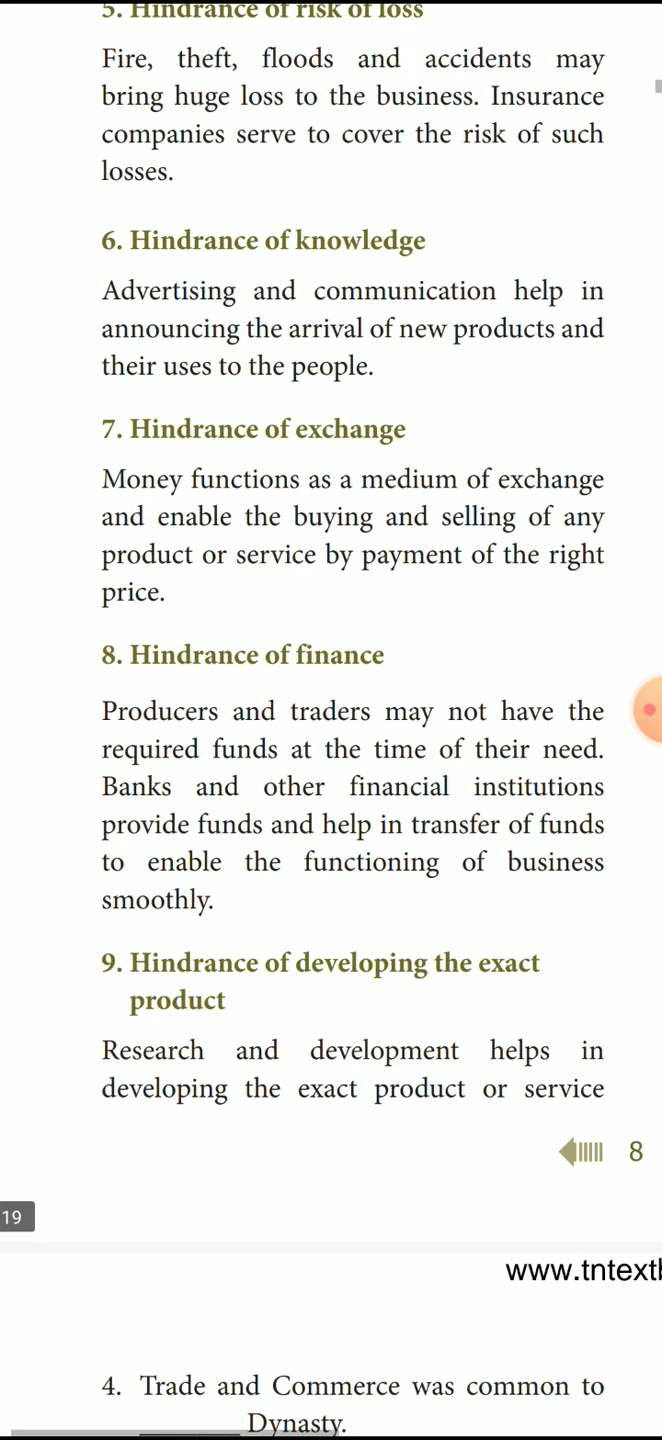 5. Hindrance of risk of loss
Fire, theft, floods and accidents may
bring huge loss to the business. Insurance
companies serve to cover the risk of such
losses.
6. Hindrance of knowledge
Advertising and communication help in
announcing the arrival of new products and
their uses to the people.
7. Hindrance of exchange
Money functions as a medium of exchange
and enable the buying and selling of any
product or service by payment of the right
price.
8. Hindrance of finance
Producers and traders may not have the
required funds at the time of their need.
Banks and other financial institutions
provide funds and help in transfer of funds
to enable the functioning of business
smoothly.
9. Hindrance of developing the exact
product
Research and development helps in
developing the exact product or service
8
19
www.tntext
4. Trade and Commerce was common to
________ Dynasty.